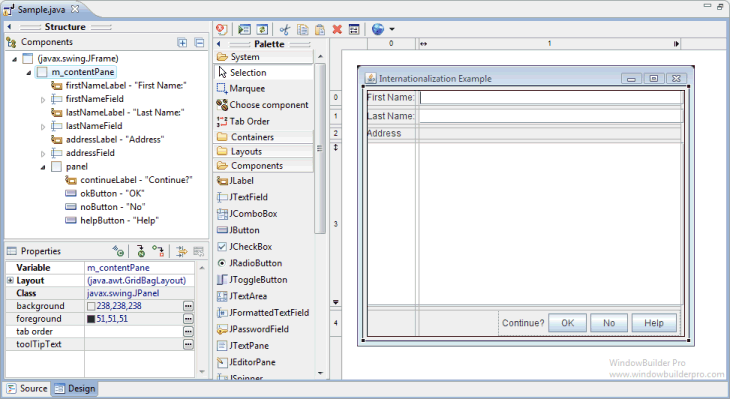 Sample.java
Structure
Components
(javax.swing.JFrame)
m_contentPane
firstNameLabel - "First Name:"
firstNameField
lastNameLabel - "Last Name:"
lastNameField
addressLabel - "Address"
addressField
panel
continueLabel - "Continue?"
okButton - "OK"
noButton - "No"
helpButton - "Help"
Properties
Variable m_contentPane
Layout (java.awt.GridBagLayout)
Class javax.swing.JPanel
background 238,238,238
foreground 51,51,51
tab order
toolTipText
Source Design
Palette
System
Selection
Marquee
Choose component
Tab Order
Containers
Layouts
Components
JLabel
JTextField
JComboBox
JButton
JCheckBox
JRadioButton
JToggleButton
JTextArea
JFormattedTextField
JPasswordField
JTextPane
JEditorPane
JSpinner
0 1
0
1
2
3
4
Internationalization Example
First Name:
Last Name:
Address
Continue? OK No Help
WindowBuilder Pro
www.windowbuilderpro.com